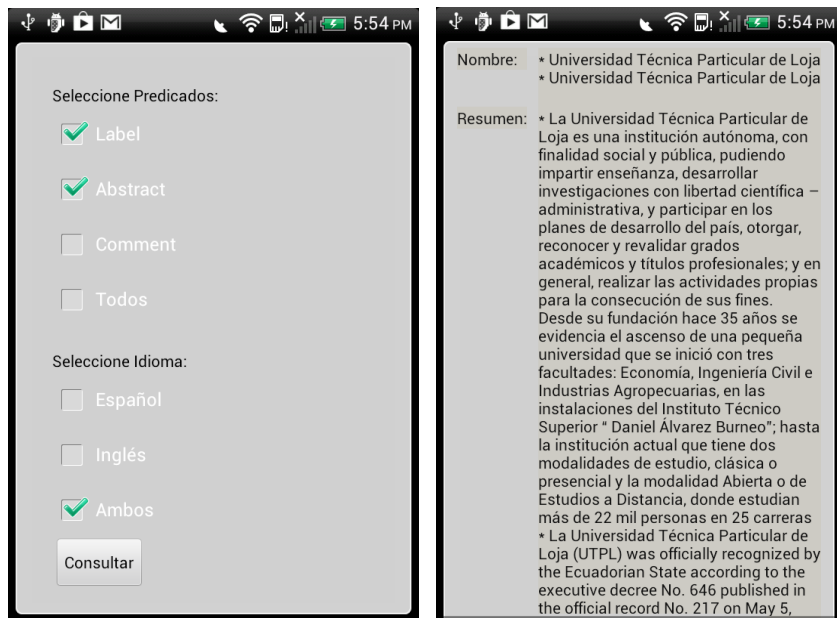 5:54 PM
Seleccione Predicados:
Label
Abstract
Comment
Todos
Seleccione Idioma:
Español
Inglés
Ambos
Consultar
5:54 PM
Nombre: * Universidad Técnica Particular de Loja
* Universidad Técnica Particular de Loja
Resumen: * La Universidad Técnica Particular de
Loja es una institución autónoma, con
finalidad social y pública, pudiendo
impartir enseñanza, desarrollar
investigaciones con libertad científica –
administrativa, y participar en los
planes de desarrollo del país, otorgar,
reconocer y revalidar grados
académicos y títulos profesionales; y en
general, realizar las actividades propias
para la consecución de sus fines.
Desde su fundación hace 35 años se
evidencia el ascenso de una pequeña
universidad que se inició con tres
facultades: Economía, Ingeniería Civil e
Industrias Agropecuarias, en las
instalaciones del Instituto Técnico
Superior “ Daniel Álvarez Burneo”; hasta
la institución actual que tiene dos
modalidades de estudio, clásica o
presencial y la modalidad Abierta o de
Estudios a Distancia, donde estudian
más de 22 mil personas en 25 carreras
* La Universidad Técnica Particular de
Loja (UTPL) was officially recognized by
the Ecuadorian State according to the
executive decree No. 646 published in
the official record No. 217 on May 5,